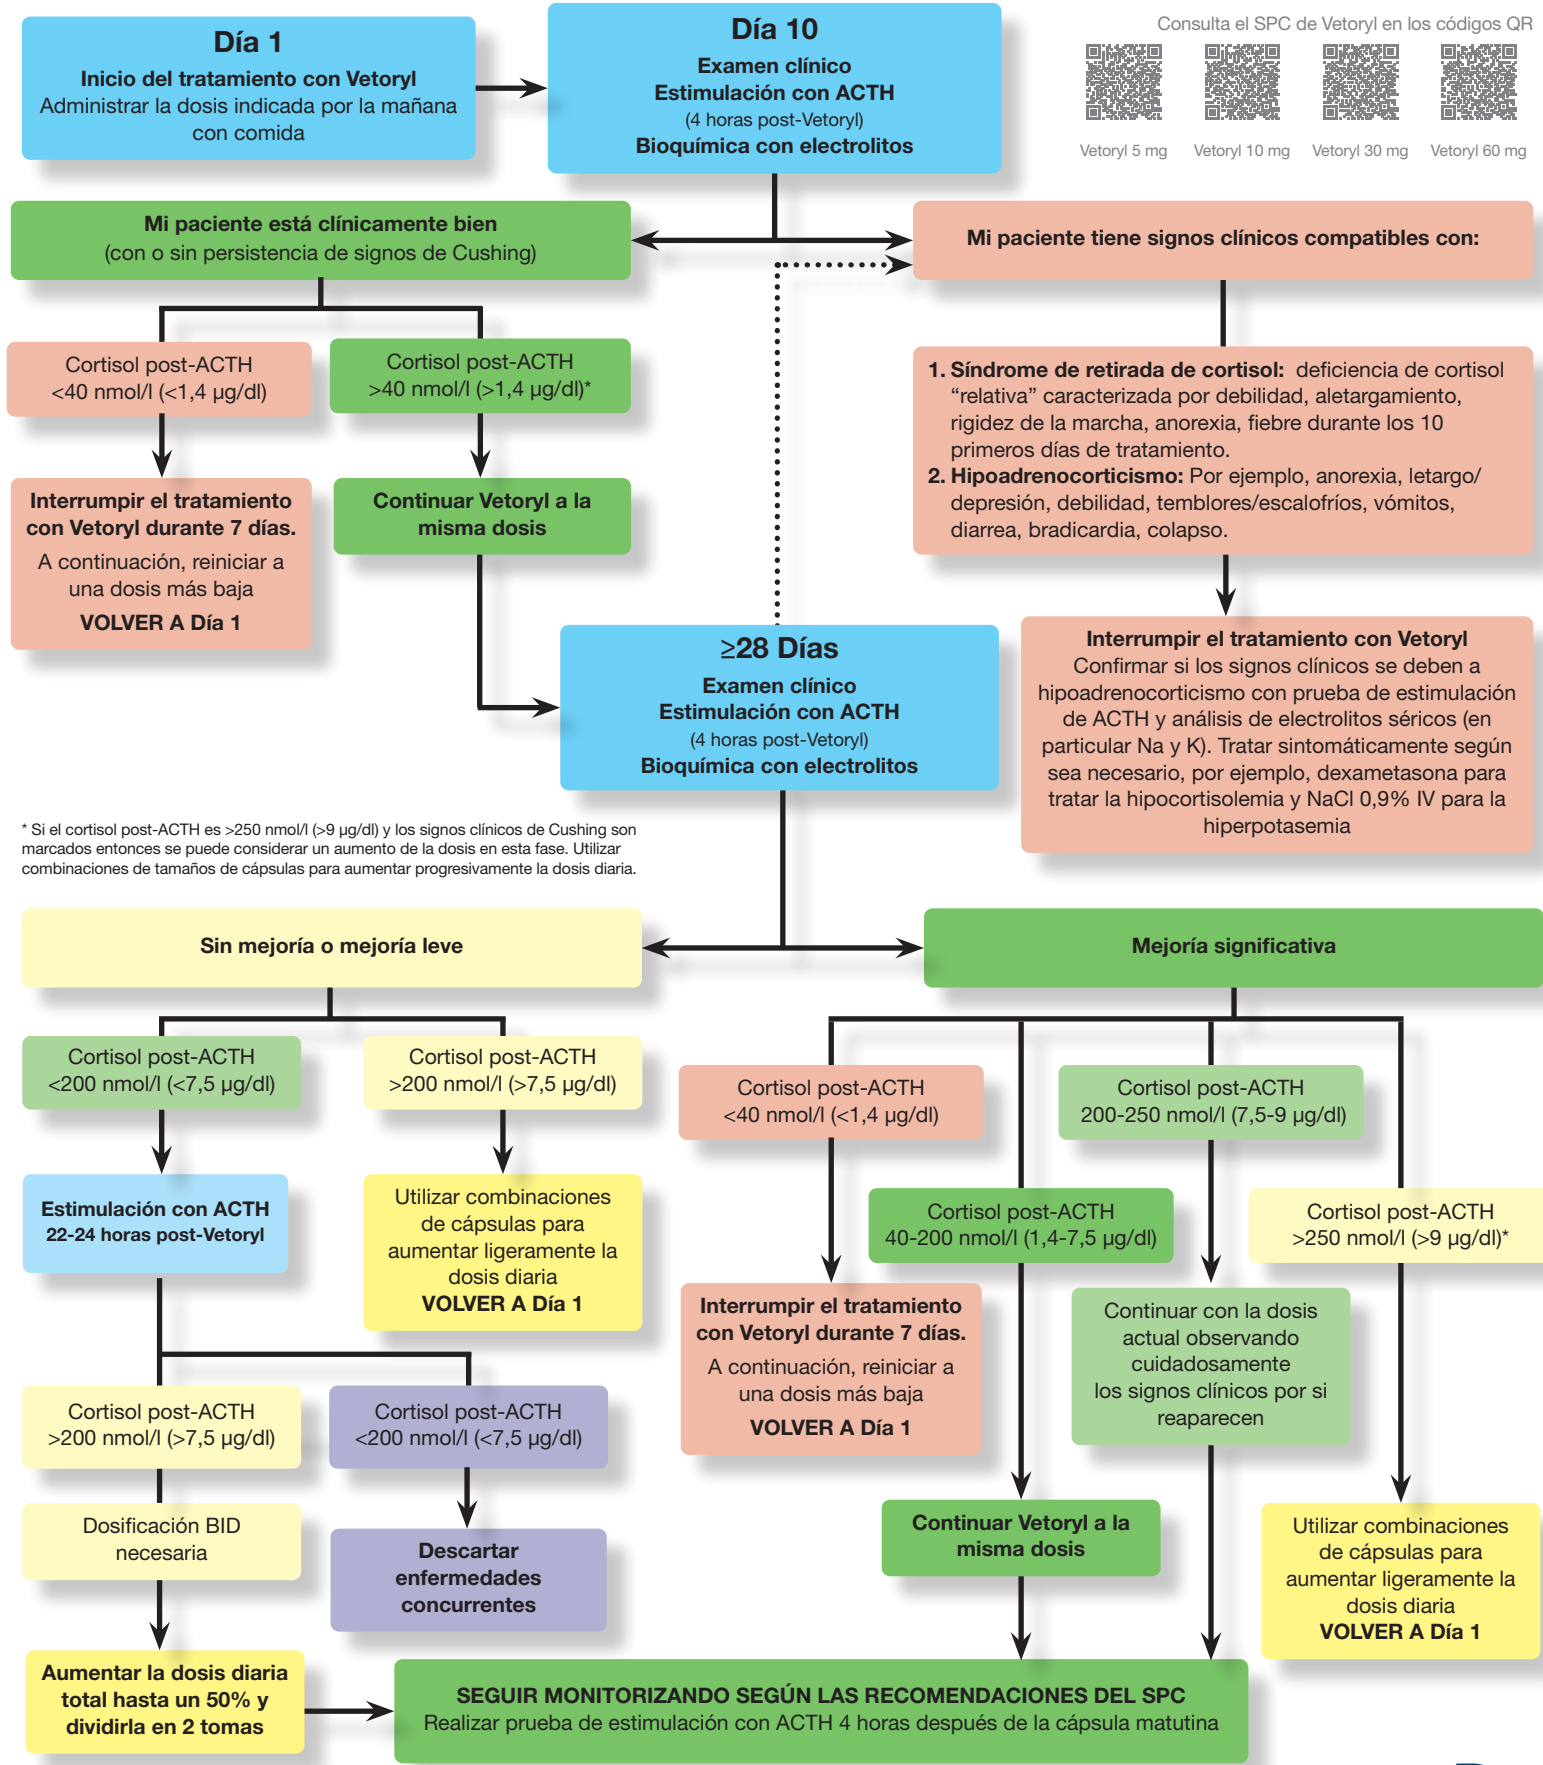 Consulta el SPC de Vetoryl en los códigos QR
Vetoryl 5 mg
Vetoryl 10 mg
Vetoryl 30 mg
Vetoryl 60 mg
Día 1
Inicio del tratamiento con Vetoryl
Administrar la dosis indicada por la mañana
con comida
Día 10
Examen clínico
Estimulación con ACTH
(4 horas post-Vetoryl)
Bioquímica con electrolitos
Mi paciente está clínicamente bien
(con o sin persistencia de signos de Cushing)
Mi paciente tiene signos clínicos compatibles con:
Cortisol post-ACTH
<40 nmol/l (<1,4 µg/dl)
Cortisol post-ACTH
>40 nmol/l (>1,4 µg/dl)*
1. Síndrome de retirada de cortisol: deficiencia de cortisol
“relativa” caracterizada por debilidad, aletargamiento,
rigidez de la marcha, anorexia, fiebre durante los 10
primeros días de tratamiento.
2. Hipoadrenocorticismo: Por ejemplo, anorexia, letargo/
depresión, debilidad, temblores/escalofríos, vómitos,
diarrea, bradicardia, colapso.
Interrumpir el tratamiento
con Vetoryl durante 7 días.
A continuación, reiniciar a
una dosis más baja
VOLVER A Día 1
Continuar Vetoryl a la
misma dosis
≥28 Días
Examen clínico
Estimulación con ACTH
(4 horas post-Vetoryl)
Bioquímica con electrolitos
Interrumpir el tratamiento con Vetoryl
Confirmar si los signos clínicos se deben a
hipoadrenocorticismo con prueba de estimulación
de ACTH y análisis de electrolitos séricos (en
particular Na y K). Tratar sintomáticamente según
sea necesario, por ejemplo, dexametasona para
tratar la hipocortisolemia y NaCl 0,9% IV para la
hiperpotasemia
* Si el cortisol post-ACTH es >250 nmol/l (>9 µg/dl) y los signos clínicos de Cushing son
marcados entonces se puede considerar un aumento de la dosis en esta fase. Utilizar
combinaciones de tamaños de cápsulas para aumentar progresivamente la dosis diaria.
Sin mejoría o mejoría leve
Mejoría significativa
Cortisol post-ACTH
<200 nmol/l (<7,5 µg/dl)
Cortisol post-ACTH
>200 nmol/l (>7,5 µg/dl)
Cortisol post-ACTH
<40 nmol/l (<1,4 µg/dl)
Cortisol post-ACTH
200-250 nmol/l (7,5-9 µg/dl)
Estimulación con ACTH
22-24 horas post-Vetoryl
Utilizar combinaciones
de cápsulas para
aumentar ligeramente la
dosis diaria
VOLVER A Día 1
Cortisol post-ACTH
40-200 nmol/l (1,4-7,5 µg/dl)
Cortisol post-ACTH
>250 nmol/l (>9 µg/dl)*
Interrumpir el tratamiento
con Vetoryl durante 7 días.
A continuación, reiniciar a
una dosis más baja
VOLVER A Día 1
Continuar con la dosis
actual observando
cuidadosamente
los signos clínicos por si
reaparecen
Cortisol post-ACTH
>200 nmol/l (>7,5 µg/dl)
Cortisol post-ACTH
<200 nmol/l (<7,5 µg/dl)
Dosificación BID
necesaria
Descartar
enfermedades
concurrentes
Continuar Vetoryl a la
misma dosis
Utilizar combinaciones
de cápsulas para
aumentar ligeramente la
dosis diaria
VOLVER A Día 1
Aumentar la dosis diaria
total hasta un 50% y
dividirla en 2 tomas
SEGUIR MONITORIZANDO SEGÚN LAS RECOMENDACIONES DEL SPC
Realizar prueba de estimulación con ACTH 4 horas después de la cápsula matutina